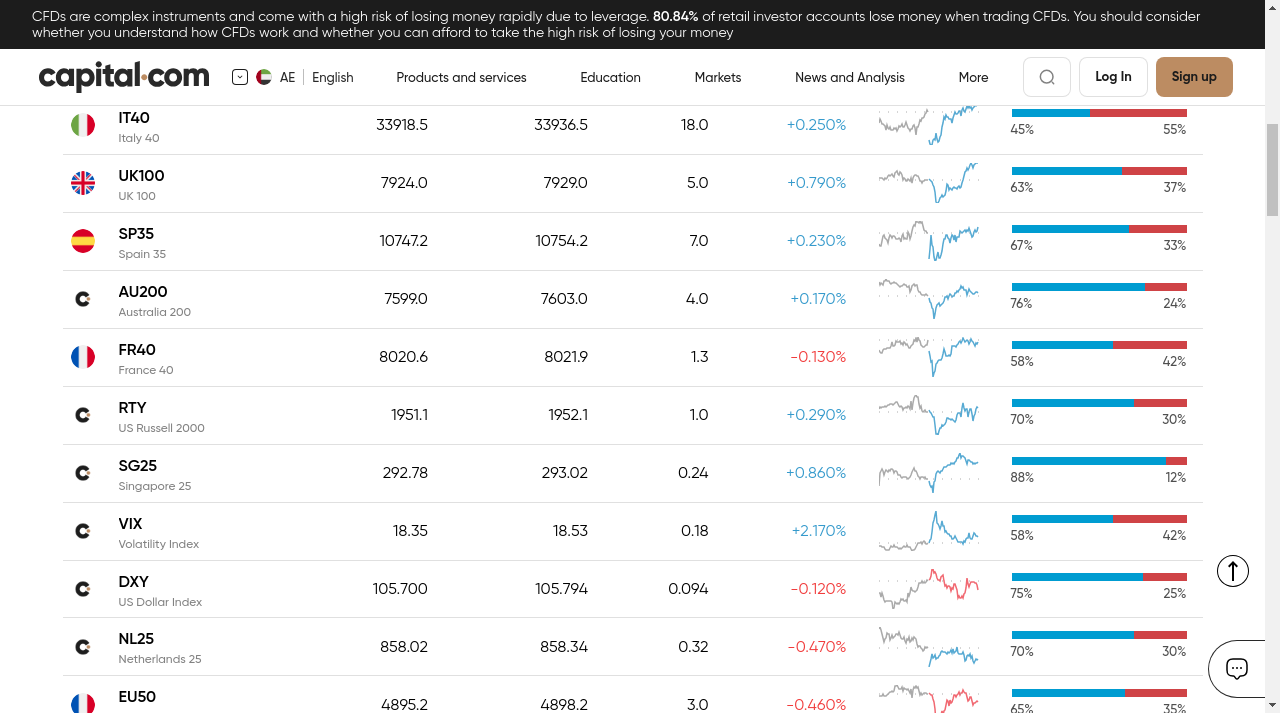 CFDs are complex instruments and come with a high risk of losing money rapidly due to leverage. 80.84% of retail investor accounts lose money when trading CFDs. You should consider
whether you understand how CFDs work and whether you can afford to take the high risk of losing your money
capital.com AE English Products and services Education Markets News and Analysis More Log In Sign up
IT40 33918.5 33936.5 18.0 +0.250%
Italy 40 45% 55%
UK100 7924.0 7929.0 5.0 +0.790%
UK 100 63% 37%
SP35 10747.2 10754.2 7.0 +0.230%
Spain 35 67% 33%
AU200 7599.0 7603.0 4.0 +0.170%
Australia 200 76% 24%
FR40 8020.6 8021.9 1.3 -0.130%
France 40 58% 42%
RTY 1951.1 1952.1 1.0 +0.290%
US Russell 2000 70% 30%
SG25 292.78 293.02 0.24 +0.860%
Singapore 25 88% 12%
VIX 18.35 18.53 0.18 +2.170%
Volatility Index 58% 42%
DXY 105.700 105.794 0.094 -0.120%
US Dollar Index 75% 25%
NL25 858.02 858.34 0.32 -0.470%
Netherlands 25 70% 30%
EU50 4895.2 4898.2 3.0 -0.460%
65% 35%